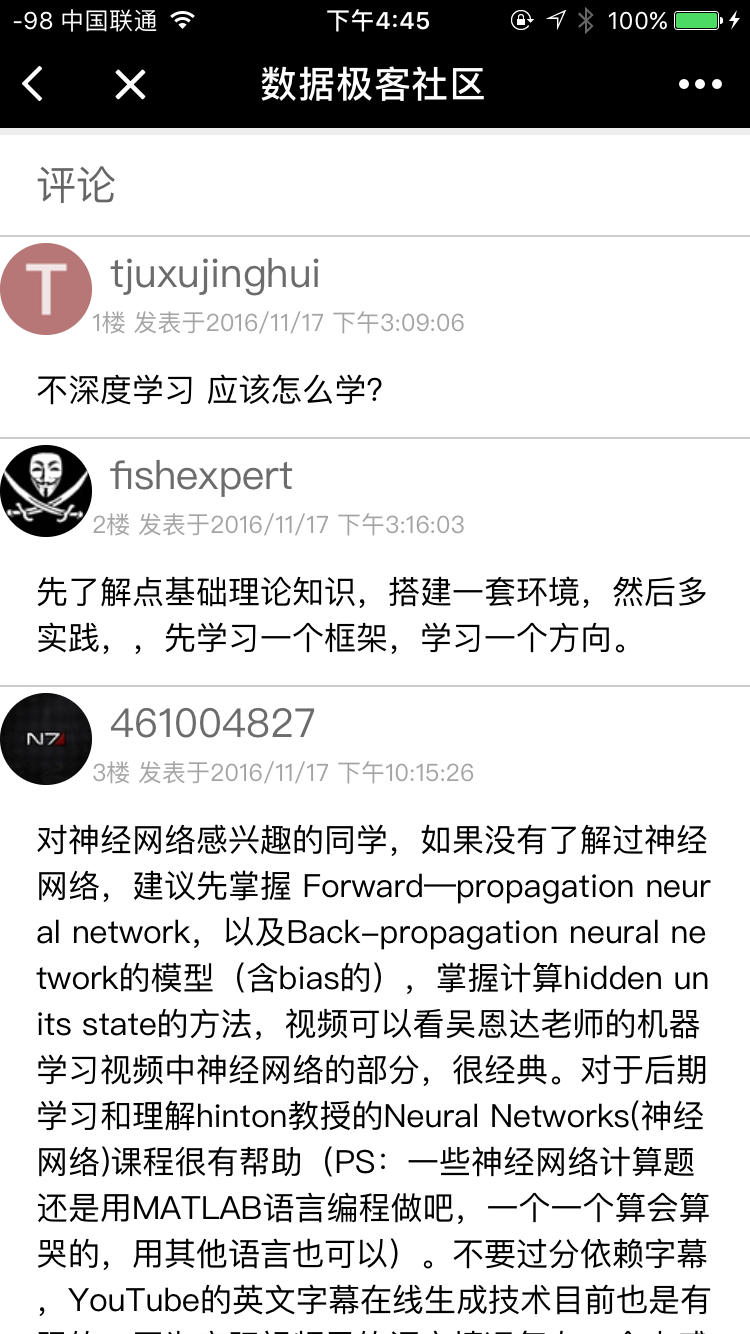 -98 中国联通 下午4:45 100%
数据极客社区
评论
T
tjuxujinghui
1楼 发表于2016/11/17 下午3:09:06
不深度学习 应该怎么学?
fishexpert
2楼 发表于2016/11/17 下午3:16:03
先了解点基础理论知识，搭建一套环境，然后多
实践，，先学习一个框架，学习一个方向。
N7
461004827
3楼 发表于2016/11/17 下午10:15:26
对神经网络感兴趣的同学，如果没有了解过神经
网络，建议先掌握 Forward—propagation neur
al network，以及Back-propagation neural ne
twork的模型（含bias的），掌握计算hidden un
its state的方法，视频可以看吴恩达老师的机器
学习视频中神经网络的部分，很经典。对于后期
学习和理解hinton教授的Neural Networks(神经
网络)课程很有帮助（PS：一些神经网络计算题
还是用MATLAB语言编程做吧，一个一个算会算
哭的，用其他语言也可以）。不要过分依赖字幕
，YouTube的英文字幕在线生成技术目前也是有